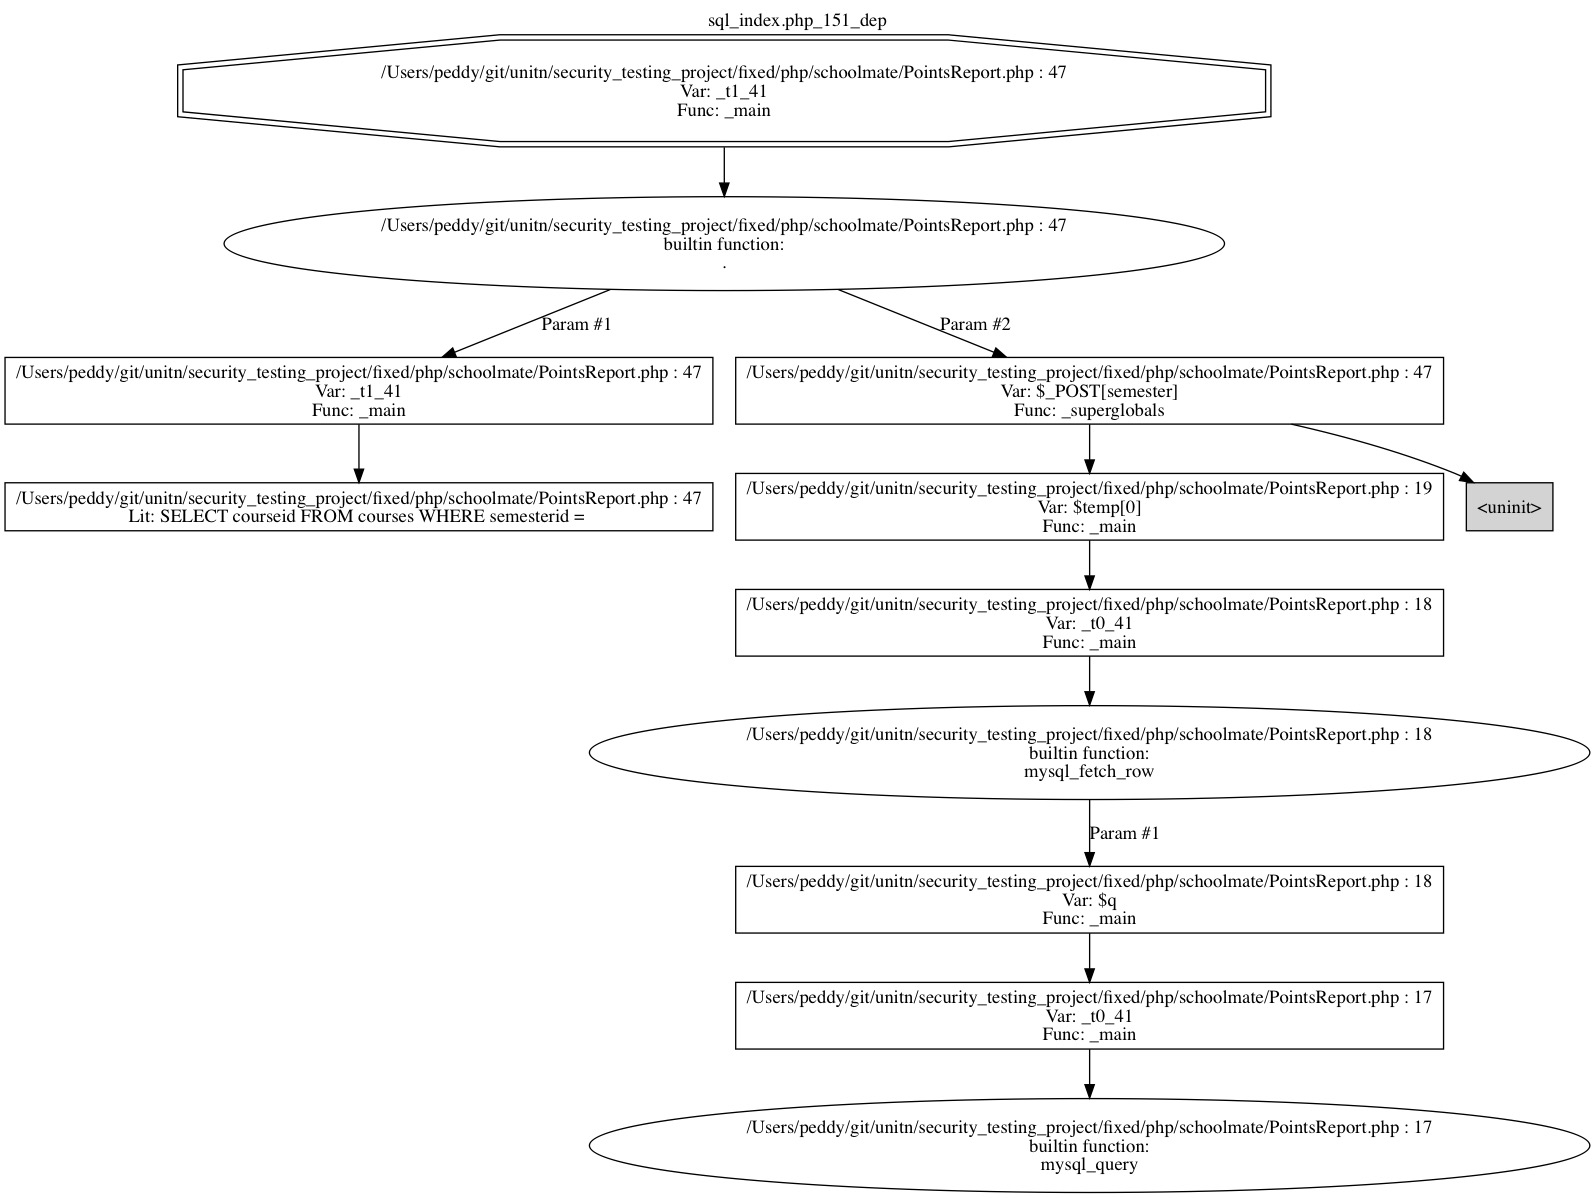 sql_index.php_151_dep
/Users/peddy/git/unitn/security_testing_project/fixed/php/schoolmate/PointsReport.php : 47
Var: _t1_41
Func: _main
/Users/peddy/git/unitn/security_testing_project/fixed/php/schoolmate/PointsReport.php : 47
builtin function:
.
Param #1
Param #2
/Users/peddy/git/unitn/security_testing_project/fixed/php/schoolmate/PointsReport.php : 47
Var: _t1_41
Func: _main
/Users/peddy/git/unitn/security_testing_project/fixed/php/schoolmate/PointsReport.php : 47
Var: $_POST[semester]
Func: _superglobals
/Users/peddy/git/unitn/security_testing_project/fixed/php/schoolmate/PointsReport.php : 47
Lit: SELECT courseid FROM courses WHERE semesterid =
/Users/peddy/git/unitn/security_testing_project/fixed/php/schoolmate/PointsReport.php : 19
Var: $temp[0]
Func: _main
<uninit>
/Users/peddy/git/unitn/security_testing_project/fixed/php/schoolmate/PointsReport.php : 18
Var: _t0_41
Func: _main
/Users/peddy/git/unitn/security_testing_project/fixed/php/schoolmate/PointsReport.php : 18
builtin function:
mysql_fetch_row
Param #1
/Users/peddy/git/unitn/security_testing_project/fixed/php/schoolmate/PointsReport.php : 18
Var: $q
Func: _main
/Users/peddy/git/unitn/security_testing_project/fixed/php/schoolmate/PointsReport.php : 17
Var: _t0_41
Func: _main
/Users/peddy/git/unitn/security_testing_project/fixed/php/schoolmate/PointsReport.php : 17
builtin function:
mysql_query